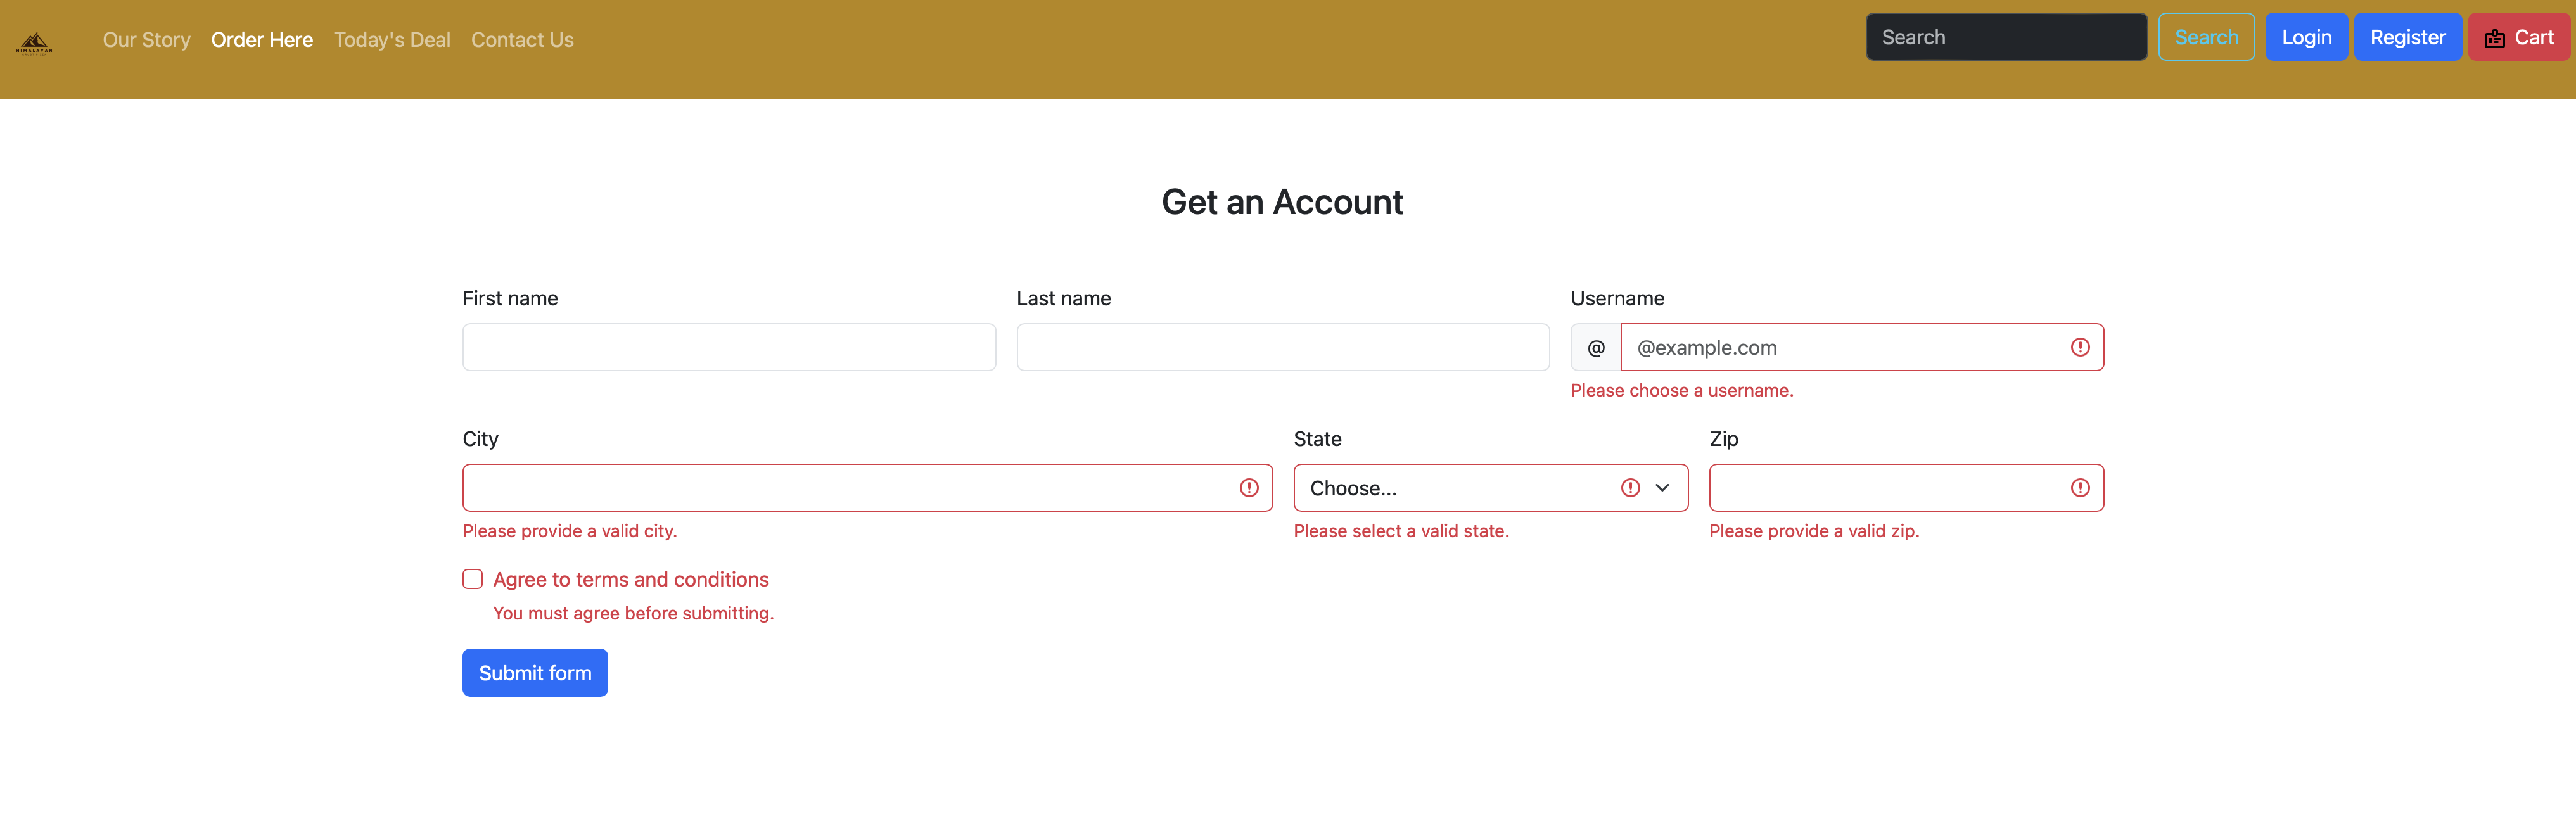 HIMALAYAN
Our Story Order Here Today's Deal Contact Us Search Search Login Register Cart
Get an Account
First name Last name Username
@ @example.com
Please choose a username.
City State Zip
Choose...
Please provide a valid city. Please select a valid state. Please provide a valid zip.
Agree to terms and conditions
You must agree before submitting.
Submit form